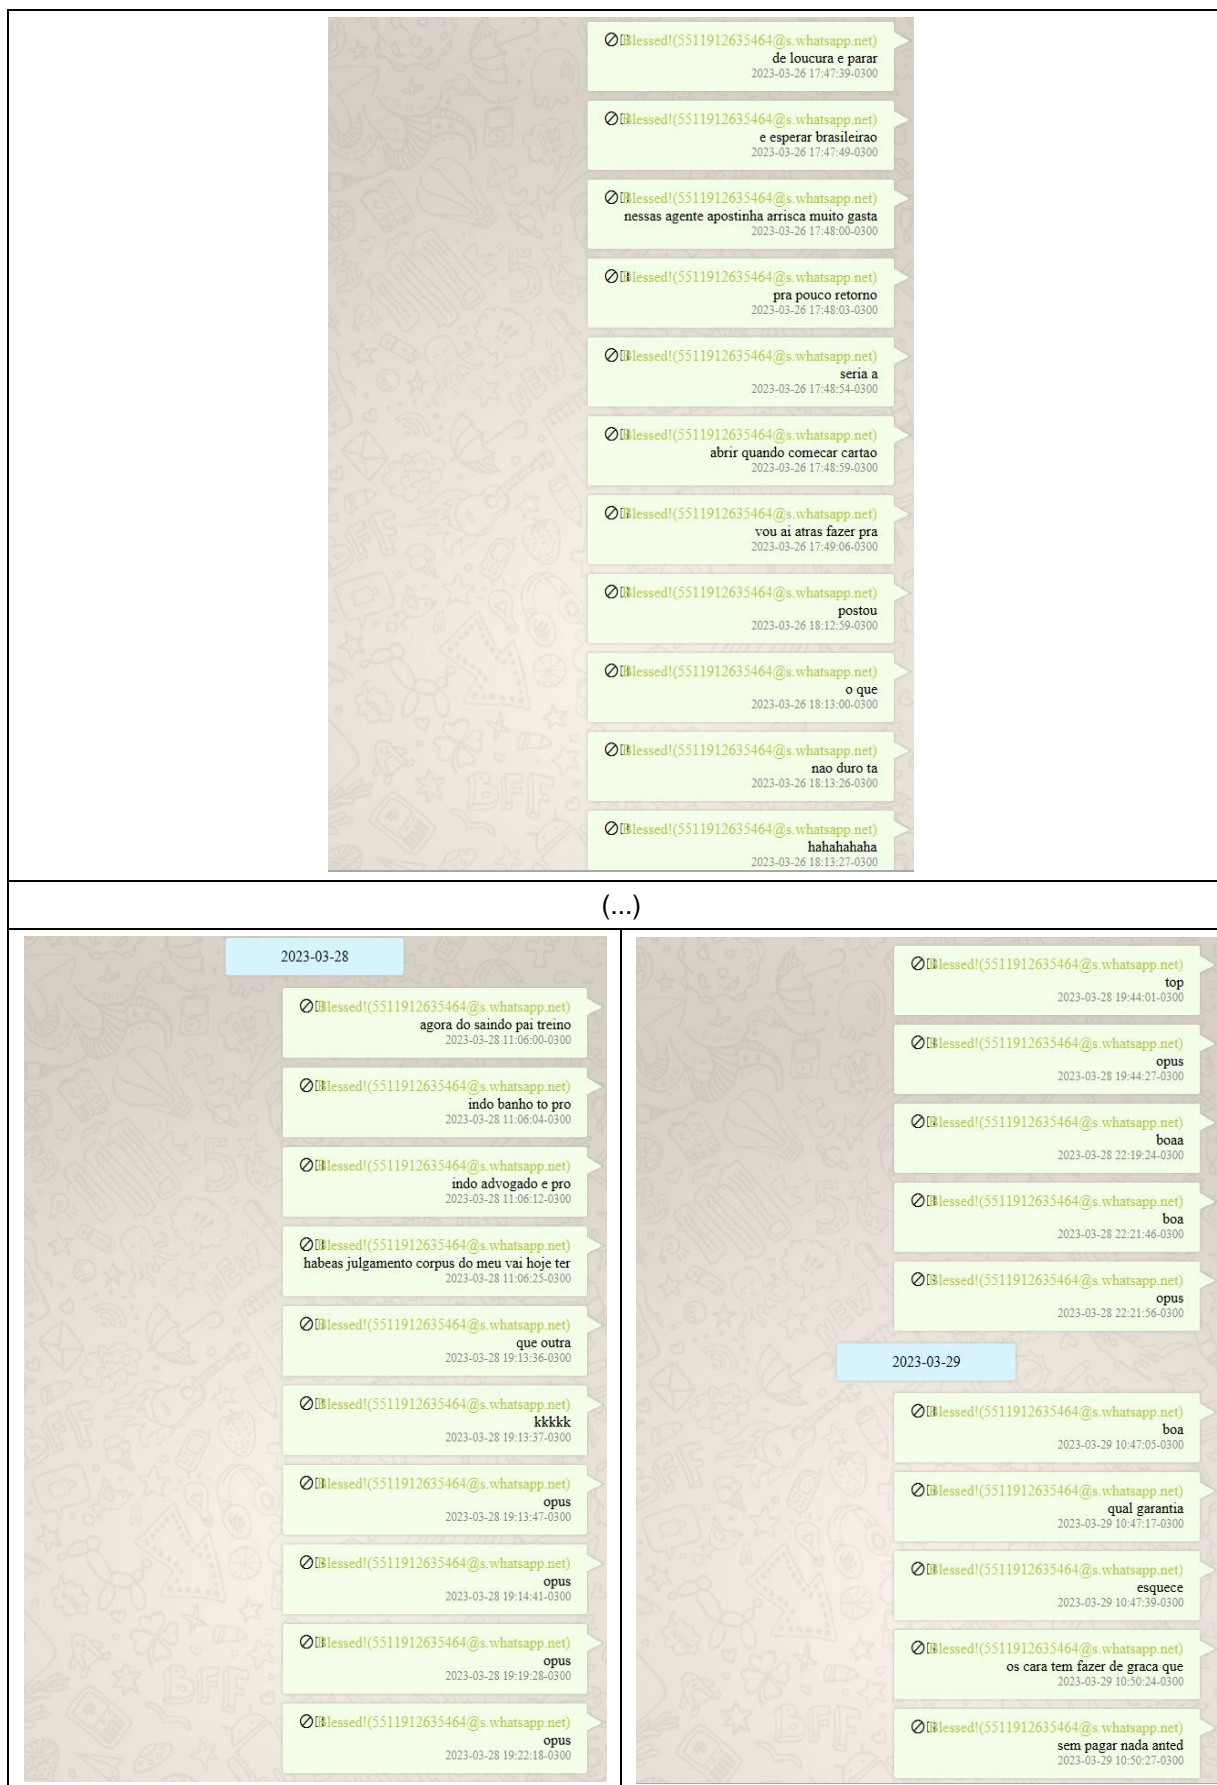 Blessed!(5511912635464@s.whatsapp.net)
de loucura e parar
2023-03-26 17:47:39-0300
Blessed!(5511912635464@s.whatsapp.net)
e esperar brasileirao
2023-03-26 17:47:49-0300
Blessed!(5511912635464@s.whatsapp.net)
nessas agente apostinha arrisca muito gasta
2023-03-26 17:48:00-0300
Blessed!(5511912635464@s.whatsapp.net)
pra pouco retorno
2023-03-26 17:48:03-0300
Blessed!(5511912635464@s.whatsapp.net)
seria a
2023-03-26 17:48:54-0300
Blessed!(5511912635464@s.whatsapp.net)
abrir quando comecar cartao
2023-03-26 17:48:59-0300
Blessed!(5511912635464@s.whatsapp.net)
vou ai atras fazer pra
2023-03-26 17:49:06-0300
Blessed!(5511912635464@s.whatsapp.net)
postou
2023-03-26 18:12:59-0300
Blessed!(5511912635464@s.whatsapp.net)
o que
2023-03-26 18:13:00-0300
Blessed!(5511912635464@s.whatsapp.net)
nao duro ta
2023-03-26 18:13:26-0300
Blessed!(5511912635464@s.whatsapp.net)
hahahahaha
2023-03-26 18:13:27-0300
(...)
2023-03-28
Blessed!(5511912635464@s.whatsapp.net)
agora do saindo pai treino
2023-03-28 11:06:00-0300
Blessed!(5511912635464@s.whatsapp.net)
indo banho to pro
2023-03-28 11:06:04-0300
Blessed!(5511912635464@s.whatsapp.net)
indo advogado e pro
2023-03-28 11:06:12-0300
Blessed!(5511912635464@s.whatsapp.net)
habeas julgamento corpus do meu vai hoje ter
2023-03-28 11:06:25-0300
Blessed!(5511912635464@s.whatsapp.net)
que outra
2023-03-28 19:13:36-0300
Blessed!(5511912635464@s.whatsapp.net)
kkkkk
2023-03-28 19:13:37-0300
Blessed!(5511912635464@s.whatsapp.net)
opus
2023-03-28 19:13:47-0300
Blessed!(5511912635464@s.whatsapp.net)
opus
2023-03-28 19:14:41-0300
Blessed!(5511912635464@s.whatsapp.net)
opus
2023-03-28 19:19:28-0300
Blessed!(5511912635464@s.whatsapp.net)
opus
2023-03-28 19:22:18-0300
Blessed!(5511912635464@s.whatsapp.net)
top
2023-03-28 19:44:01-0300
Blessed!(5511912635464@s.whatsapp.net)
opus
2023-03-28 19:44:27-0300
Blessed!(5511912635464@s.whatsapp.net)
boaa
2023-03-28 22:19:24-0300
Blessed!(5511912635464@s.whatsapp.net)
boa
2023-03-28 22:21:46-0300
Blessed!(5511912635464@s.whatsapp.net)
opus
2023-03-28 22:21:56-0300
2023-03-29
Blessed!(5511912635464@s.whatsapp.net)
boa
2023-03-29 10:47:05-0300
Blessed!(5511912635464@s.whatsapp.net)
qual garantia
2023-03-29 10:47:17-0300
Blessed!(5511912635464@s.whatsapp.net)
esquece
2023-03-29 10:47:39-0300
Blessed!(5511912635464@s.whatsapp.net)
os cara tem fazer de graca que
2023-03-29 10:50:24-0300
Blessed!(5511912635464@s.whatsapp.net)
sem pagar nada anted
2023-03-29 10:50:27-0300